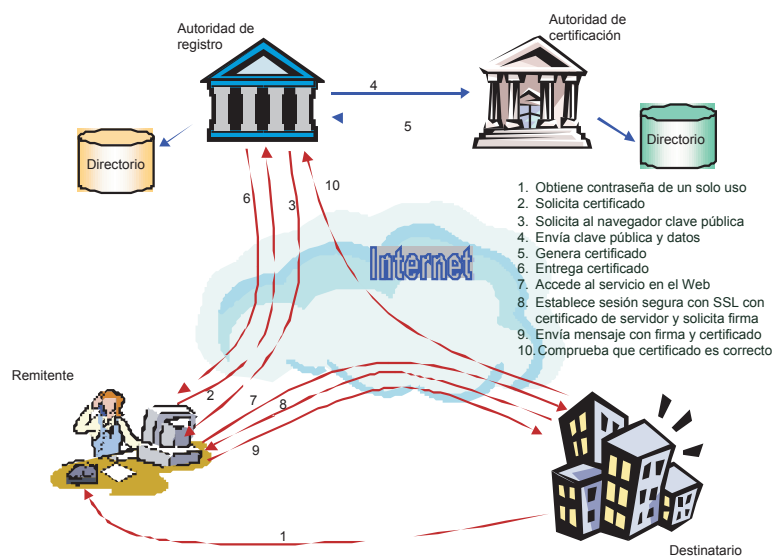 Autoridad de
registro
Autoridad de
certificación
4
5
Directorio
Directorio
6
3
10
Internet
1. Obtiene contraseña de un solo uso
2. Solicita certificado
3. Solicita al navegador clave pública
4. Envía clave pública y datos
5. Genera certificado
6. Entrega certificado
7. Accede al servicio en el Web
8. Establece sesión segura con SSL con
certificado de servidor y solicita firma
9. Envía mensaje con firma y certificado
10. Comprueba que certificado es correcto
Remitente
2
7
8
9
1
Destinatario